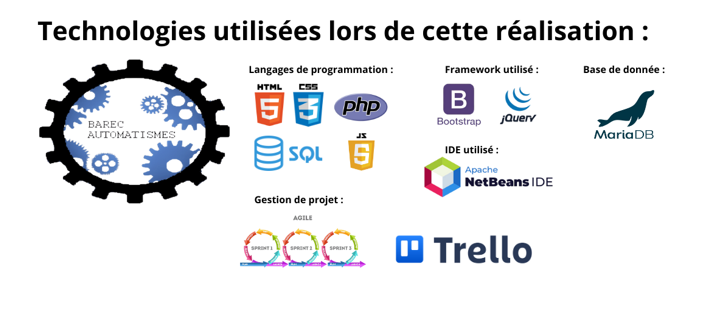 Technologies utilisées lors de cette réalisation :
BAREC
AUTOMATISMES
Langages de programmation :
HTML
5
CSS
3
php
SQL
JS
5
Framework utilisé :
B
Bootstrap
jQuery
Base de donnée :
MariaDB
IDE utilisé :
Apache
NetBeans IDE
Gestion de projet :
AGILE
SPRINT 1
SPRINT 2
SPRINT 3
Trello